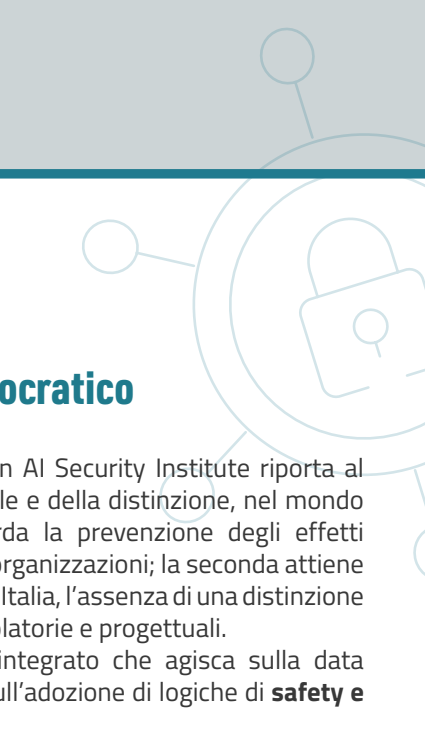 ocratico
n AI Security Institute riporta al
le e della distinzione, nel mondo
rda la prevenzione degli effetti
organizzazioni; la seconda attiene
Italia, l'assenza di una distinzione
olatorie e progettuali.
integrato che agisca sulla data
ull'adozione di logiche di safety e